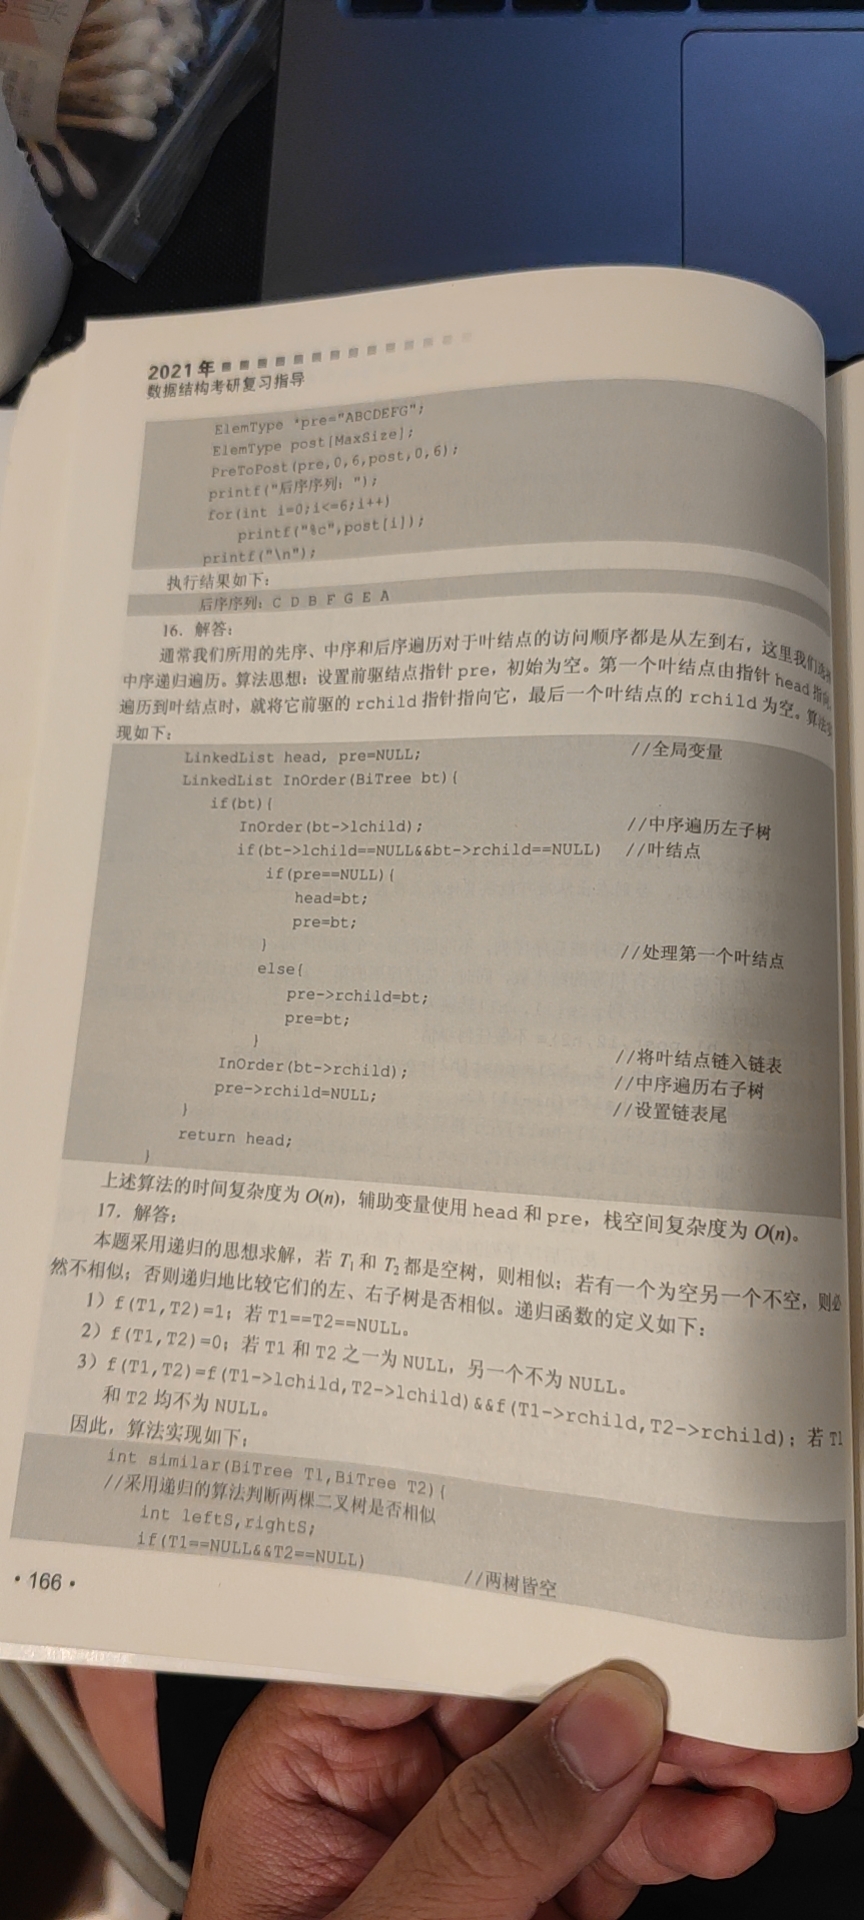 2021年
数据结构考研复习指导
ElemType *pre="ABCDEFG";
ElemType post[MaxSize];
PreToPost(pre,0,6,post,0,6);
printf("后序序列: ");
for(int i=0;i<=6;i++)
printf("%c",post[i]);
printf("\n");
执行结果如下:
后序序列: C D B F G E A
16. 解答:
通常我们所用的先序、中序和后序遍历对于叶结点的访问顺序都是从左到右,这里我们选择
中序递归遍历。算法思想:设置前驱结点指针 pre,初始为空。第一个叶结点由指针 head 指向,
遍历到叶结点时,就将它前驱的 rchild 指针指向它,最后一个叶结点的 rchild 为空。算法实
现如下:
LinkedList head, pre=NULL; //全局变量
LinkedList InOrder(BiTree bt){
if(bt){
InOrder(bt->lchild); //中序遍历左子树
if(bt->lchild==NULL&&bt->rchild==NULL) //叶结点
if(pre==NULL){
head=bt;
pre=bt;
} //处理第一个叶结点
else{
pre->rchild=bt;
pre=bt;
} //将叶结点链入链表
InOrder(bt->rchild); //中序遍历右子树
pre->rchild=NULL; //设置链表尾
}
return head;
}
上述算法的时间复杂度为 O(n),辅助变量使用 head 和 pre,栈空间复杂度为 O(n)。
17. 解答:
本题采用递归的思想求解,若 T1 和 T2 都是空树,则相似;若有一个为空另一个不空,则必
然不相似;否则递归地比较它们的左、右子树是否相似。递归函数的定义如下:
1) f(T1,T2)=1;若 T1==T2==NULL。
2) f(T1,T2)=0;若 T1 和 T2 之一为 NULL,另一个不为 NULL。
3) f(T1,T2)=f(T1->lchild,T2->lchild)&&f(T1->rchild,T2->rchild);若 T1
和 T2 均不为 NULL。
因此,算法实现如下:
int similar(BiTree T1,BiTree T2){
//采用递归的算法判断两棵二叉树是否相似
int leftS,rightS;
if(T1==NULL&&T2==NULL) //两树皆空
·166·